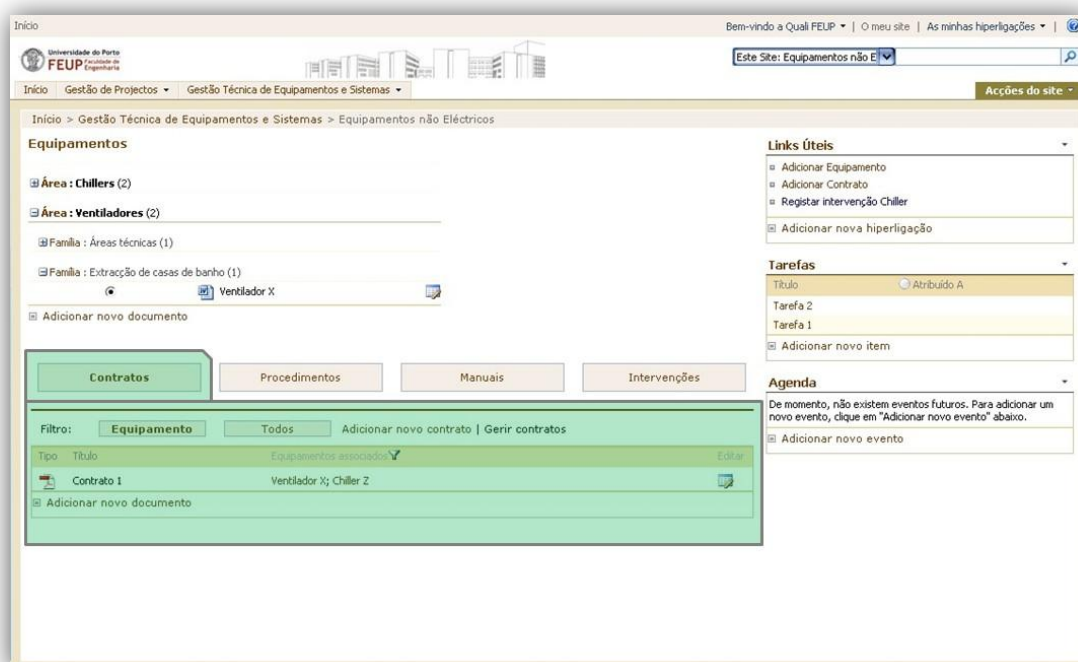 Início
Bem-vindo a Quali FEUP | O meu site | As minhas hiperligações |
Universidade do Porto
FEUP Faculdade de Engenharia
Este Site: Equipamentos não E
Início Gestão de Projectos Gestão Técnica de Equipamentos e Sistemas
Acções do site
Início > Gestão Técnica de Equipamentos e Sistemas > Equipamentos não Eléctricos
Equipamentos
Área : Chillers (2)
Área : Ventiladores (2)
Família : Áreas técnicas (1)
Família : Extracção de casas de banho (1)
Ventilador X
Adicionar novo documento
Contratos Procedimentos Manuais Intervenções
Filtro: Equipamento Todos Adicionar novo contrato | Gerir contratos
Tipo Título Equipamentos associados Editar
Contrato 1 Ventilador X; Chiller Z
Adicionar novo documento
Links Úteis
Adicionar Equipamento
Adicionar Contrato
Registar intervenção Chiller
Adicionar nova hiperligação
Tarefas
Título Atribuído A
Tarefa 2
Tarefa 1
Adicionar novo item
Agenda
De momento, não existem eventos futuros. Para adicionar um
novo evento, clique em "Adicionar novo evento" abaixo.
Adicionar novo evento